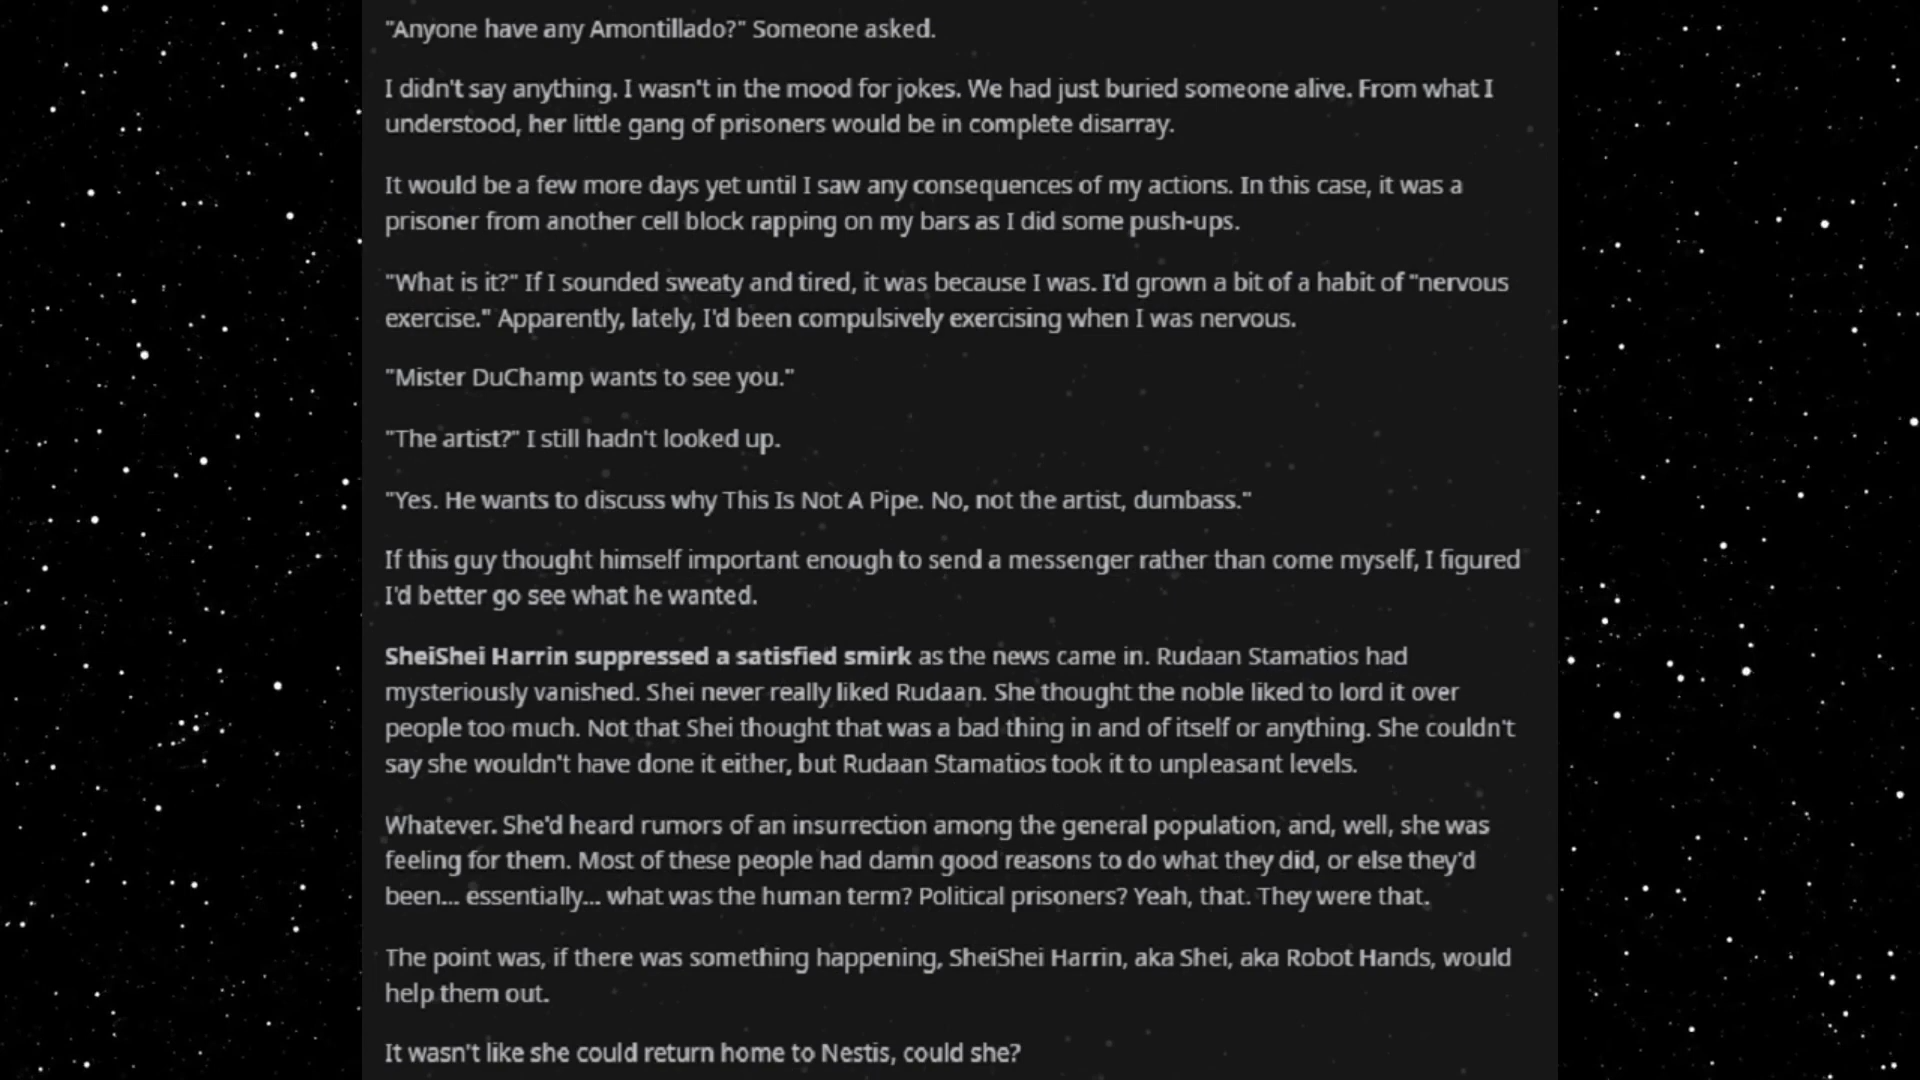 "Anyone have any Amontillado?" Someone asked.
I didn't say anything. I wasn't in the mood for jokes. We had just buried someone alive. From what I
understood, her little gang of prisoners would be in complete disarray.
It would be a few more days yet until I saw any consequences of my actions. In this case, it was a
prisoner from another cell block rapping on my bars as I did some push-ups.
"What is it?" If I sounded sweaty and tired, it was because I was. I'd grown a bit of a habit of "nervous
exercise." Apparently, lately, I'd been compulsively exercising when I was nervous.
"Mister DuChamp wants to see you."
"The artist?" I still hadn't looked up.
"Yes. He wants to discuss why This Is Not A Pipe. No, not the artist, dumbass."
If this guy thought himself important enough to send a messenger rather than come myself, I figured
I'd better go see what he wanted.
SheiShei Harrin suppressed a satisfied smirk as the news came in. Rudaan Stamatios had
mysteriously vanished. Shei never really liked Rudaan. She thought the noble liked to lord it over
people too much. Not that Shei thought that was a bad thing in and of itself or anything. She couldn't
say she wouldn't have done it either, but Rudaan Stamatios took it to unpleasant levels.
Whatever. She'd heard rumors of an insurrection among the general population, and, well, she was
feeling for them. Most of these people had damn good reasons to do what they did, or else they'd
been... essentially... what was the human term? Political prisoners? Yeah, that. They were that.
The point was, if there was something happening, SheiShei Harrin, aka Shei, aka Robot Hands, would
help them out.
It wasn't like she could return home to Nestis, could she?